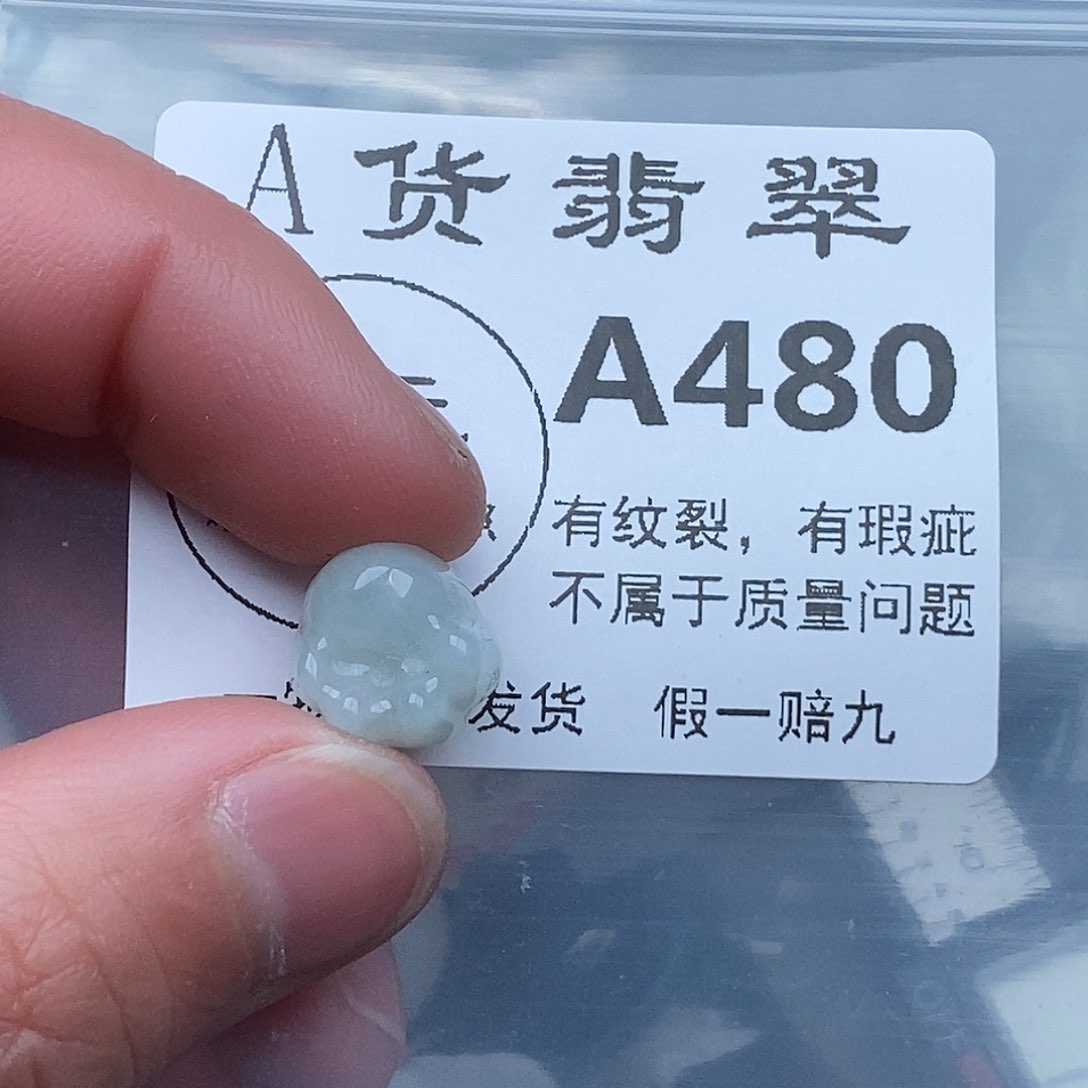 A货翡翠
A480
有纹裂，有瑕疵
不属于质量问题
发货 假一赔九